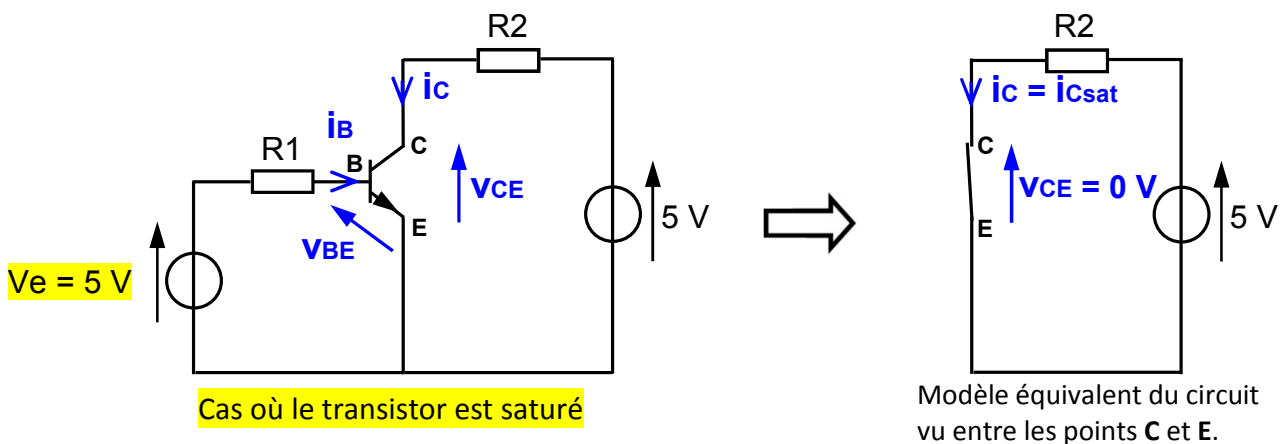 R2
iC
iB
C
R1
B
vCE
E
5 V
vBE
Ve = 5 V
Cas où le transistor est saturé
R2
iC = iCsat
C
vCE = 0 V
E
5 V
Modèle équivalent du circuit
vu entre les points C et E.